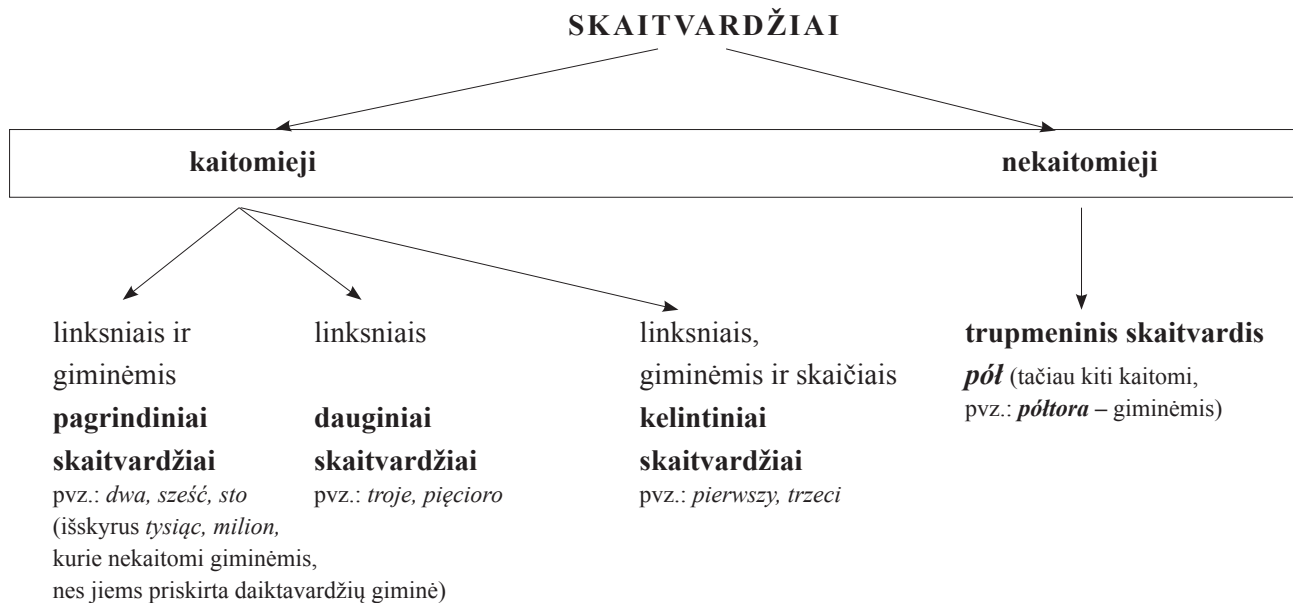 SKAITVARDŽIAI
kaitomieji
nekaitomieji
linksniais ir
giminėmis
pagrindiniai
skaitvardžiai
pvz.: dwa, sześć, sto
(išskyrus tysiąc, milion,
kurie nekaitomi giminėmis,
nes jiems priskirta daiktavardžių giminė)
linksniais
dauginiai
skaitvardžiai
pvz.: troje, pięcioro
linksniais,
giminėmis ir skaičiais
kelintiniai
skaitvardžiai
pvz.: pierwszy, trzeci
trupmeninis skaitvardis
pół (tačiau kiti kaitomi,
pvz.: półtora – giminėmis)